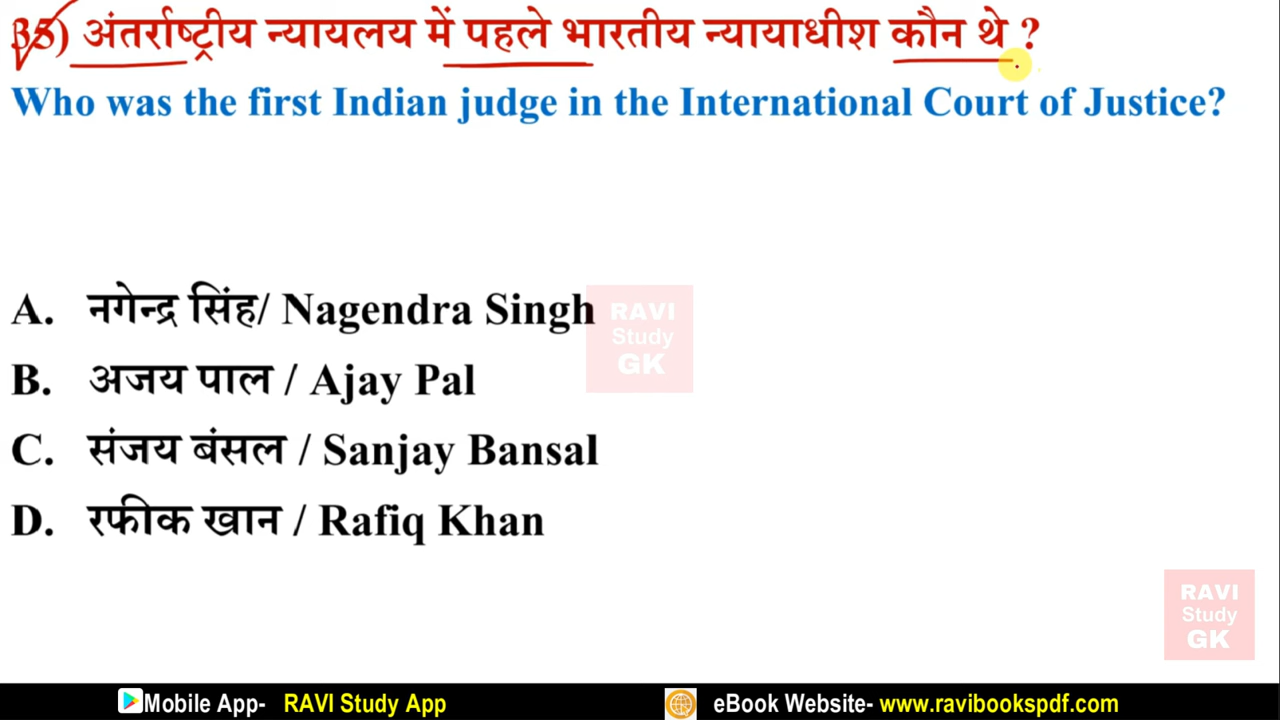 35) अंतर्राष्ट्रीय न्यायलय में पहले भारतीय न्यायाधीश कौन थे ?
Who was the first Indian judge in the International Court of Justice?
A. नगेन्द्र सिंह/ Nagendra Singh
B. अजय पाल / Ajay Pal
C. संजय बंसल / Sanjay Bansal
D. रफीक खान / Rafiq Khan
RAVI
Study
GK
RAVI
Study
GK
Mobile App- RAVI Study App
eBook Website- www.ravibookspdf.com